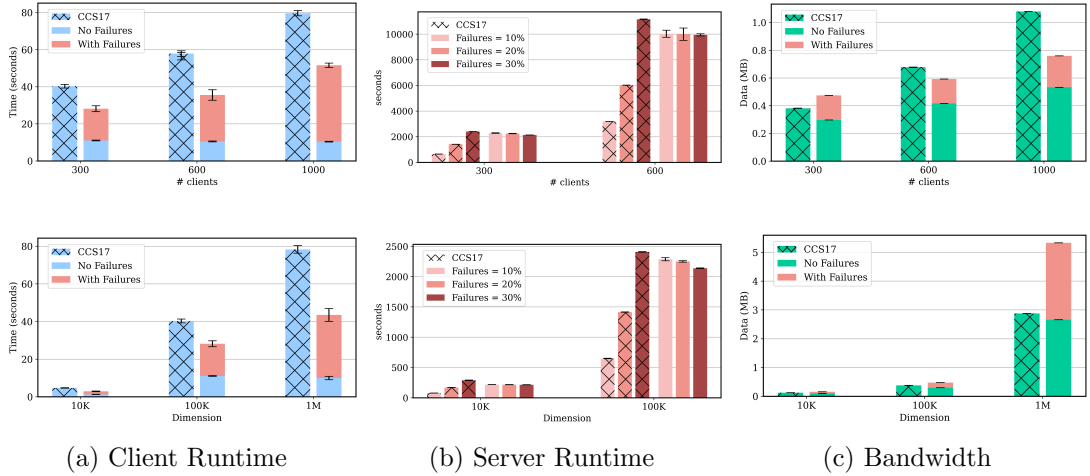 80
60
40
20
0
Time (seconds)
CCS17
No Failures
With Failures
300
600
1000
# clients
10000
8000
6000
4000
2000
0
seconds
CCS17
Failures = 10%
Failures = 20%
Failures = 30%
300
600
# clients
1.0
0.8
0.6
0.4
0.2
0.0
Data (MB)
CCS17
No Failures
With Failures
300
600
1000
# clients
80
60
40
20
0
Time (seconds)
CCS17
No Failures
With Failures
10K
100K
1M
Dimension
2500
2000
1500
1000
500
0
seconds
CCS17
Failures = 10%
Failures = 20%
Failures = 30%
10K
100K
Dimension
5
4
3
2
1
0
Data (MB)
CCS17
No Failures
With Failures
10K
100K
1M
Dimension
(a) Client Runtime
(b) Server Runtime
(c) Bandwidth